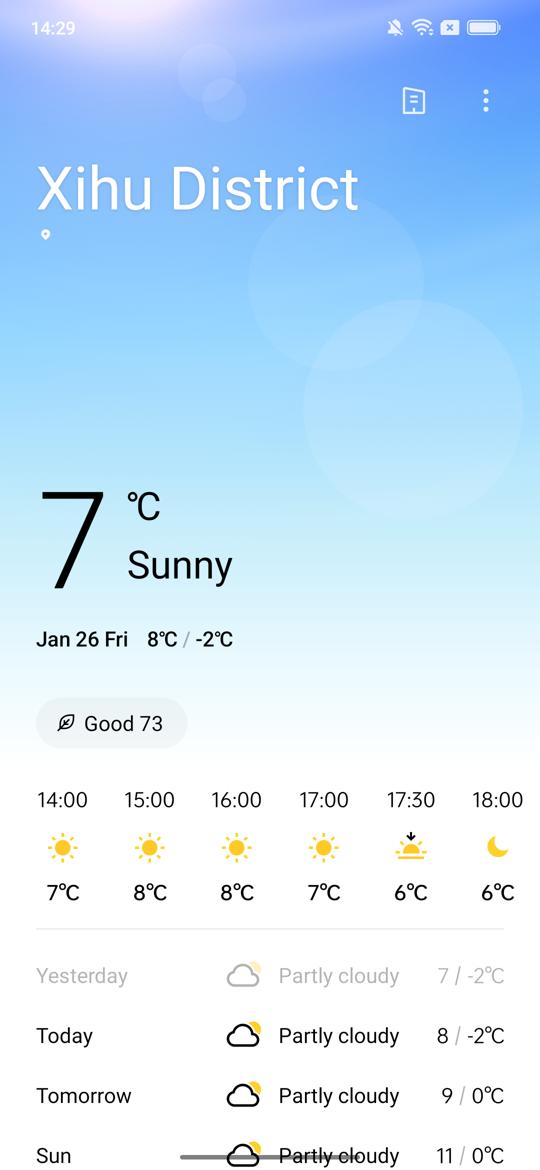 14:29
Xihu District
7 ℃
Sunny
Jan 26 Fri 8℃ / -2℃
Good 73
14:00 15:00 16:00 17:00 17:30 18:00
7℃ 8℃ 8℃ 7℃ 6℃ 6℃
Yesterday Partly cloudy 7 / -2℃
Today Partly cloudy 8 / -2℃
Tomorrow Partly cloudy 9 / 0℃
Sun Partly cloudy 11 / 0℃